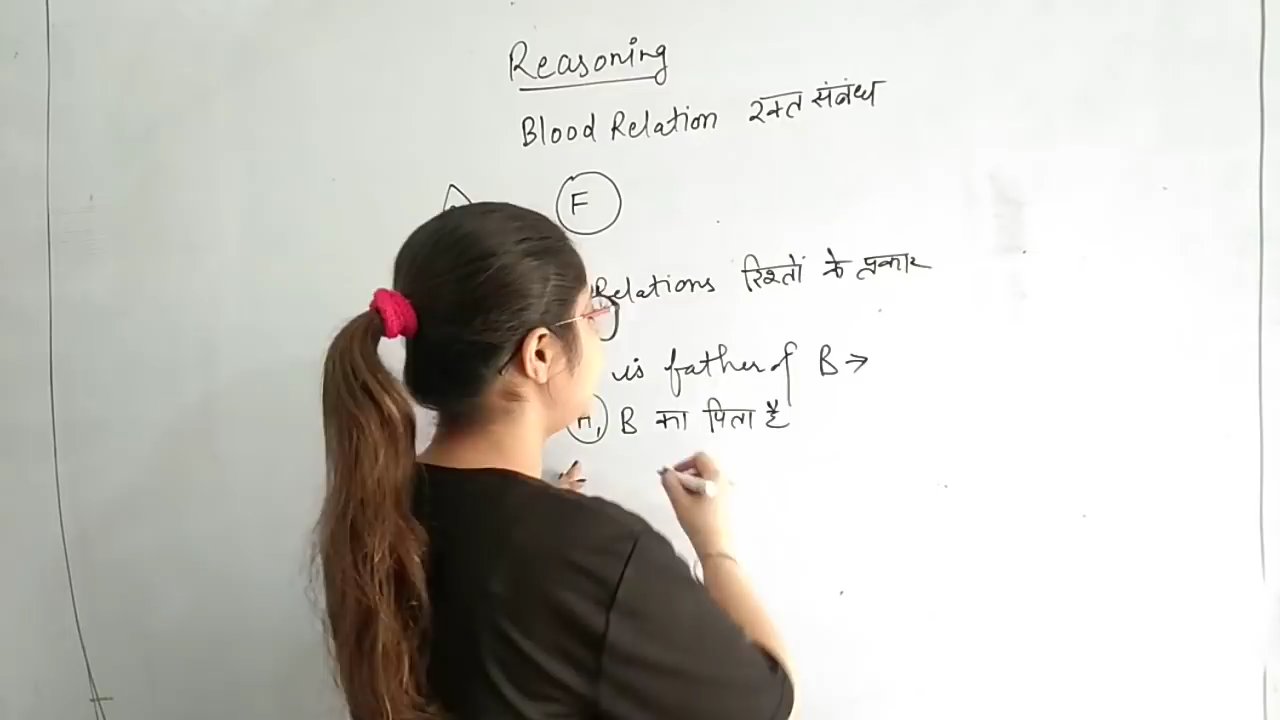 Reasoning
Blood Relation रक्त संबंध
F
Relations रिश्तों के प्रकार
is father of B →
A, B का पिता है